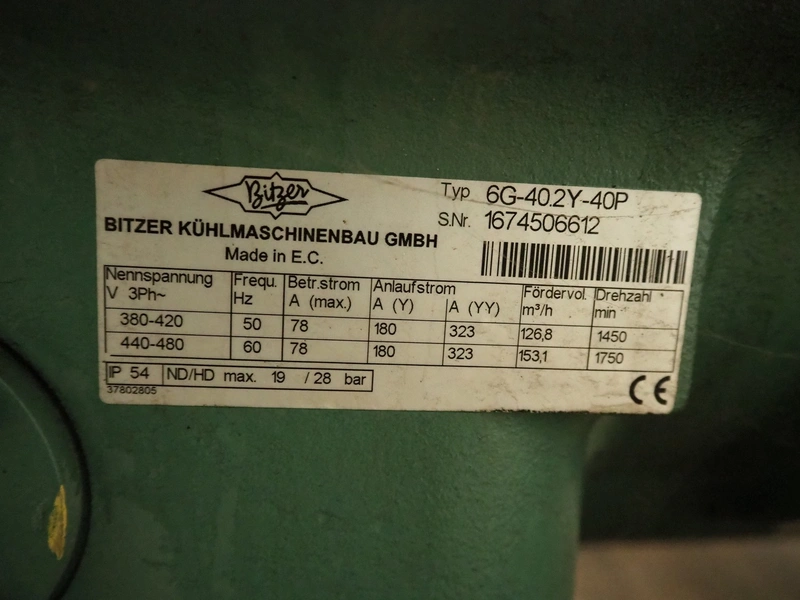 Bitzer
BITZER KÜHLMASCHINENBAU GMBH
Made in E.C.
Typ 6G-40.2Y-40P
S.Nr. 1674506612
Nennspannung V 3Ph~ Frequ. Hz Betr.strom A (max.) Anlaufstrom A (Y) A (YY) Fördervol. m³/h Drehzahl min
380-420 50 78 180 323 126,8 1450
440-480 60 78 180 323 153,1 1750
IP 54 ND/HD max. 19 / 28 bar
37802805
CE